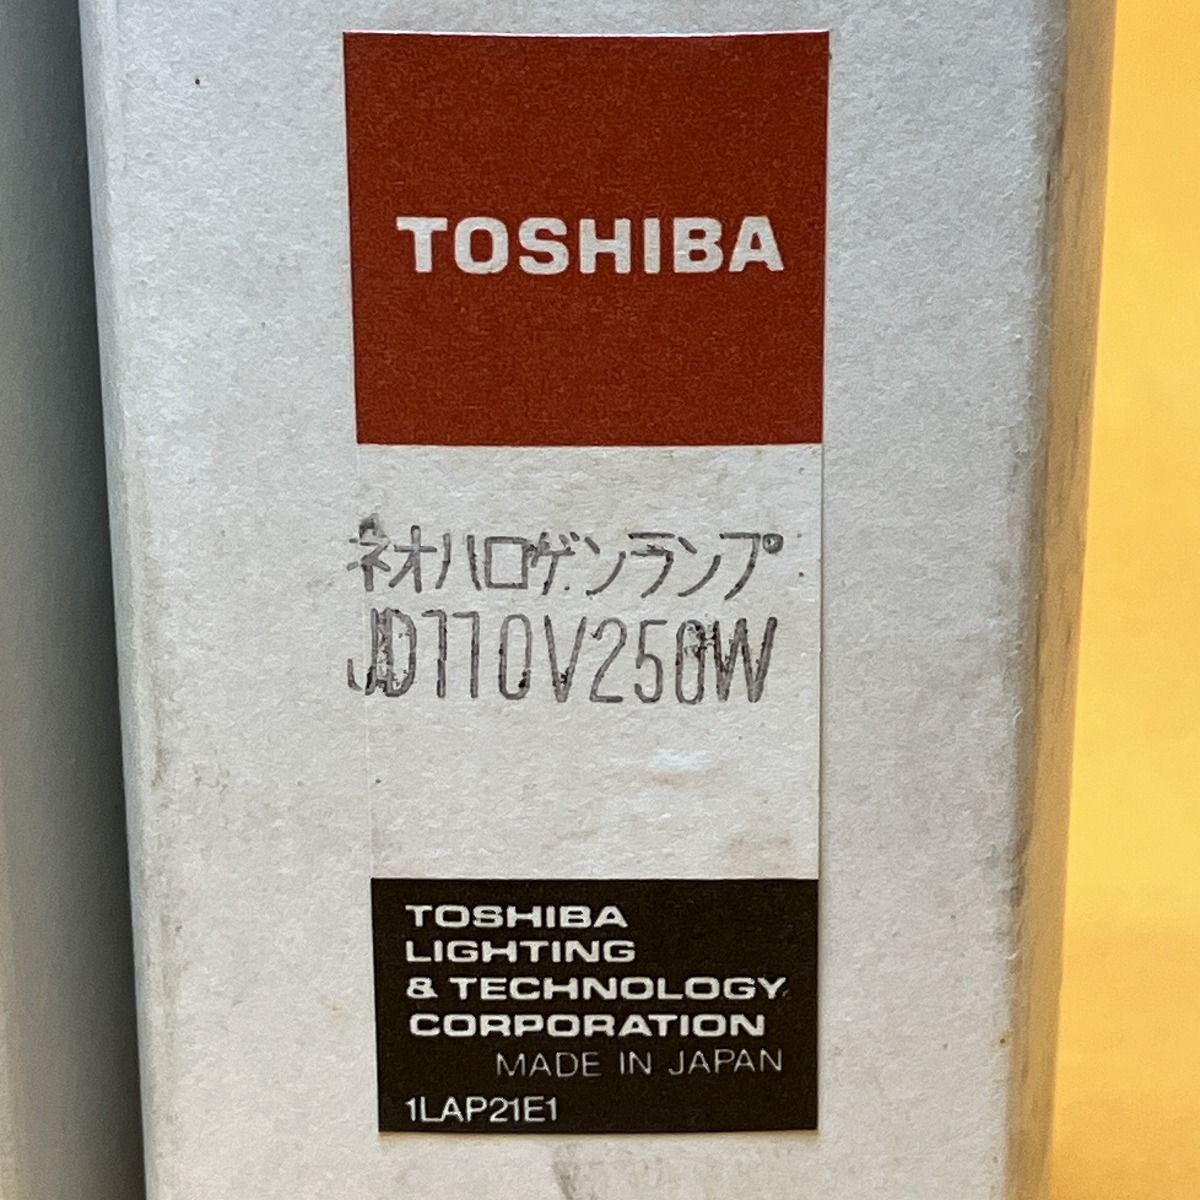 TOSHIBA
ネオハロゲンランプ
JD110V250W
TOSHIBA
LIGHTING
& TECHNOLOGY
CORPORATION
MADE IN JAPAN
1LAP21E1